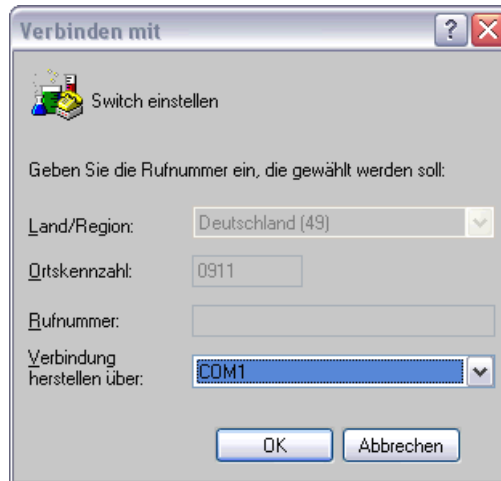 Verbinden mit
Switch einstellen
Geben Sie die Rufnummer ein, die gewählt werden soll:
Land/Region: Deutschland (49)
Ortskennzahl: 0911
Rufnummer:
Verbindung
herstellen über: COM1
OK Abbrechen